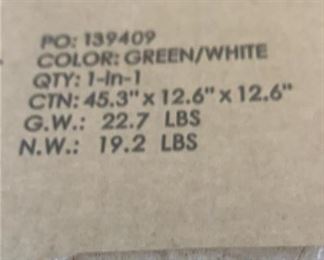 PO: 139409
COLOR: GREEN/WHITE
QTY: 1-in-1
CTN: 45.3" x 12.6" x 12.6"
G.W.: 22.7 LBS
N.W.: 19.2 LBS